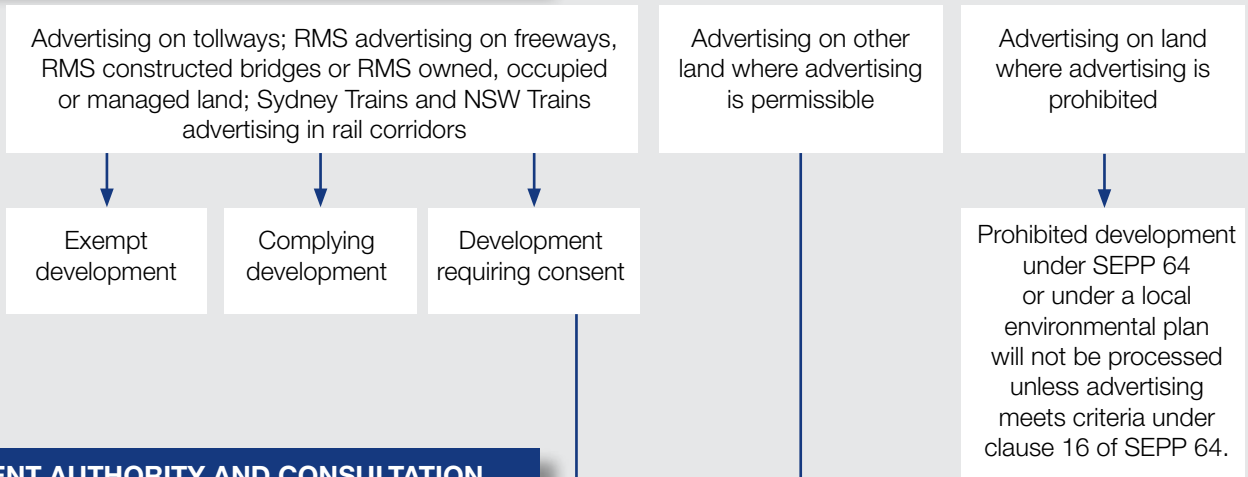 Advertising on tollways; RMS advertising on freeways,
RMS constructed bridges or RMS owned, occupied
or managed land; Sydney Trains and NSW Trains
advertising in rail corridors
Advertising on other
land where advertising
is permissible
Advertising on land
where advertising is
prohibited
Exempt
development
Complying
development
Development
requiring consent
Prohibited development
under SEPP 64
or under a local
environmental plan
will not be processed
unless advertising
meets criteria under
clause 16 of SEPP 64.
AUTHORITY AND CONSULTATION